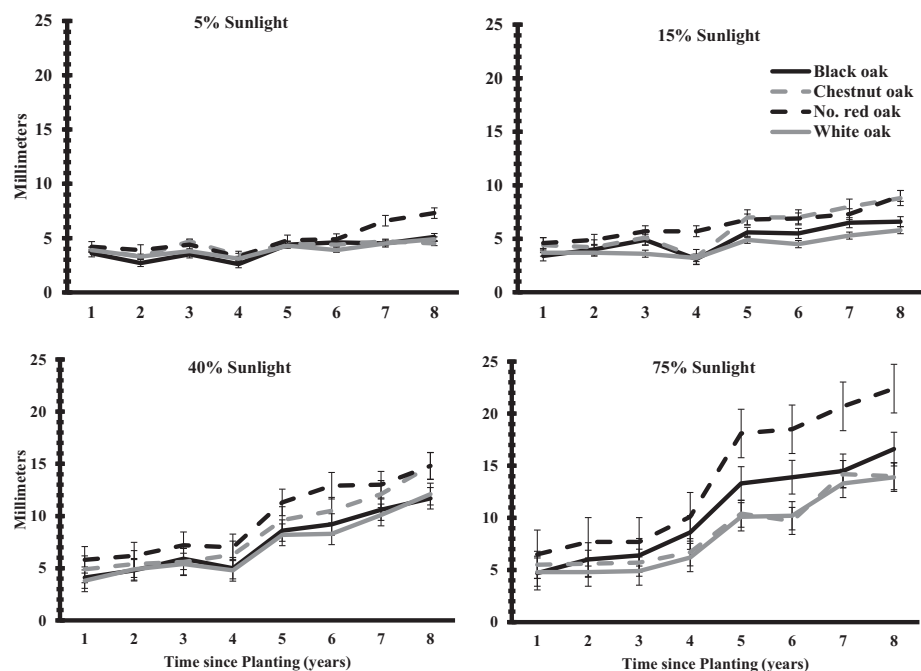 5% Sunlight
25
20
15
10
5
0
Millimeters
1 2 3 4 5 6 7 8
15% Sunlight
25
20
15
10
5
0
Black oak
Chestnut oak
No. red oak
White oak
1 2 3 4 5 6 7 8
40% Sunlight
25
20
15
10
5
0
Millimeters
1 2 3 4 5 6 7 8
Time since Planting (years)
75% Sunlight
25
20
15
10
5
0
1 2 3 4 5 6 7 8
Time since Planting (years)